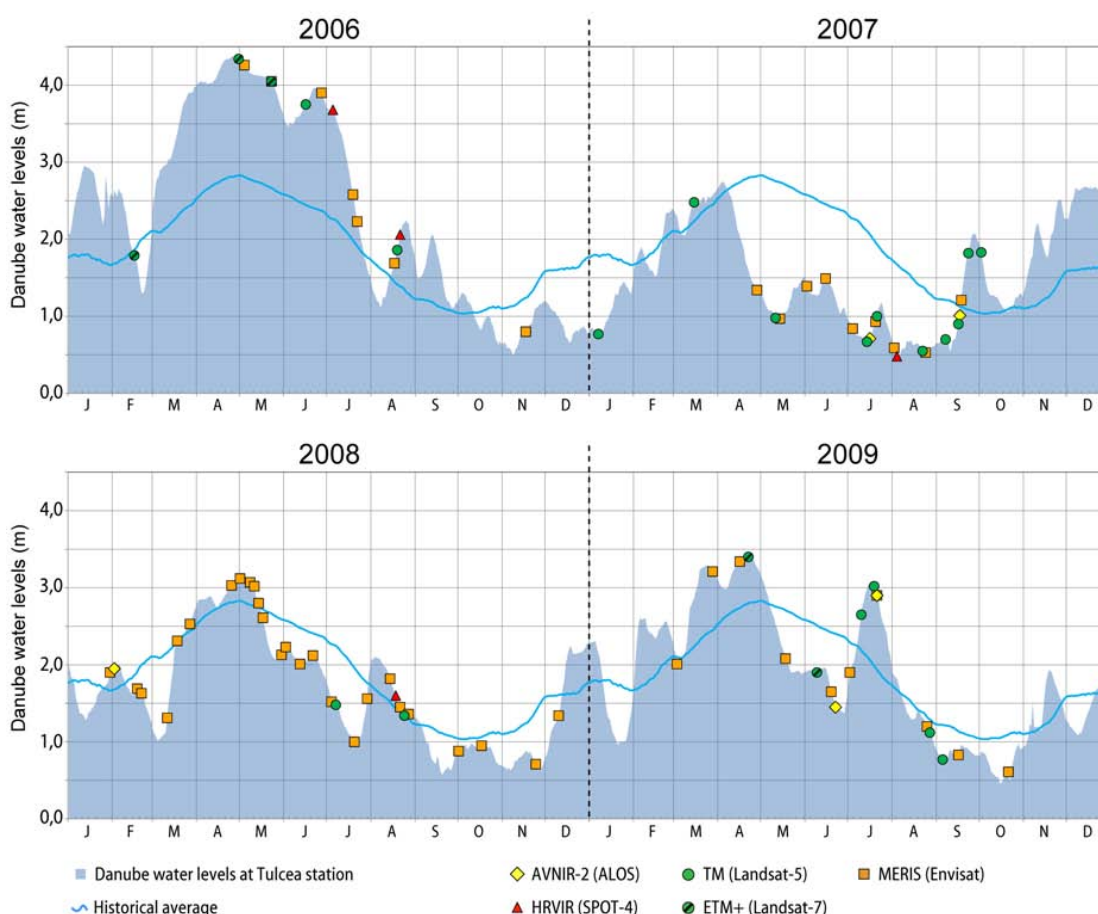 2006 2007
Danube water levels (m)
4,0
3,0
2,0
1,0
0,0
J F M A M J J A S O N D J F M A M J J A S O N D
2008 2009
Danube water levels (m)
4,0
3,0
2,0
1,0
0,0
J F M A M J J A S O N D J F M A M J J A S O N D
Danube water levels at Tulcea station AVNIR-2 (ALOS) TM (Landsat-5) MERIS (Envisat)
Historical average HRVIR (SPOT-4) ETM+ (Landsat-7)